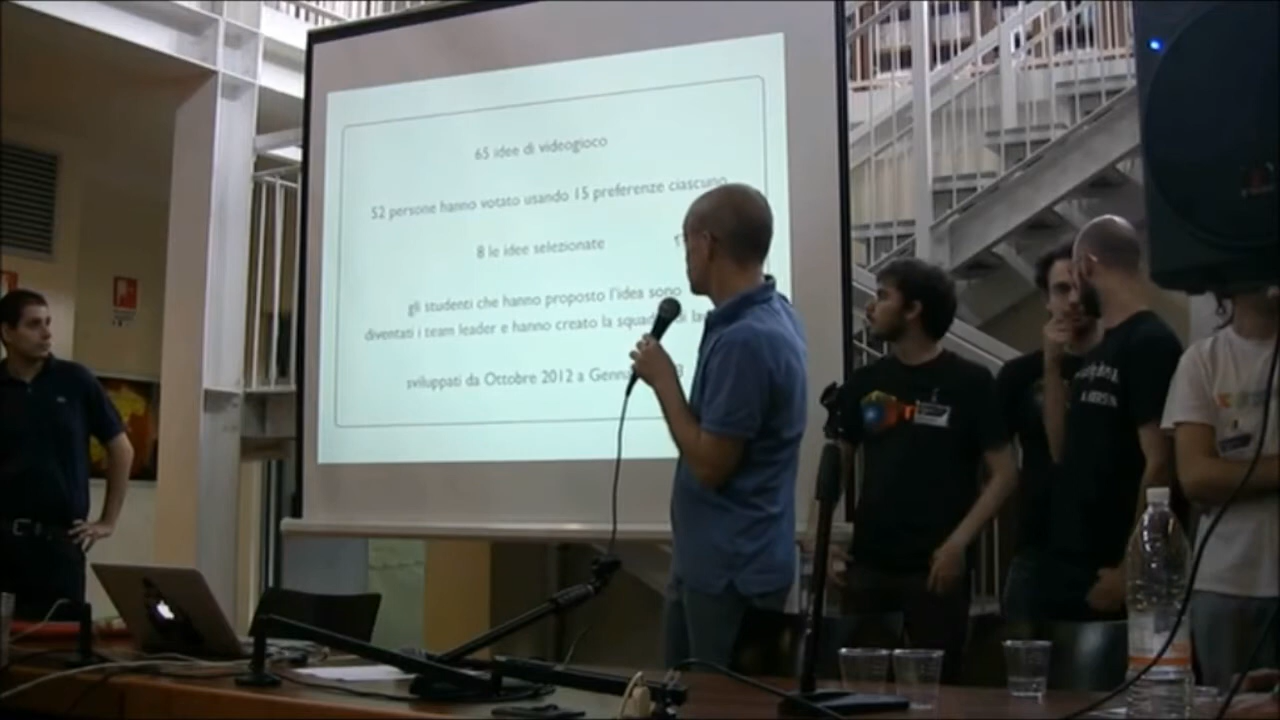 65 idee di videogioco
52 persone hanno votato usando 15 preferenze ciascuno
8 le idee selezionate
gli studenti che hanno proposto l'idea sono
diventati i team leader e hanno creato la di
sviluppati da Ottobre 2012 a